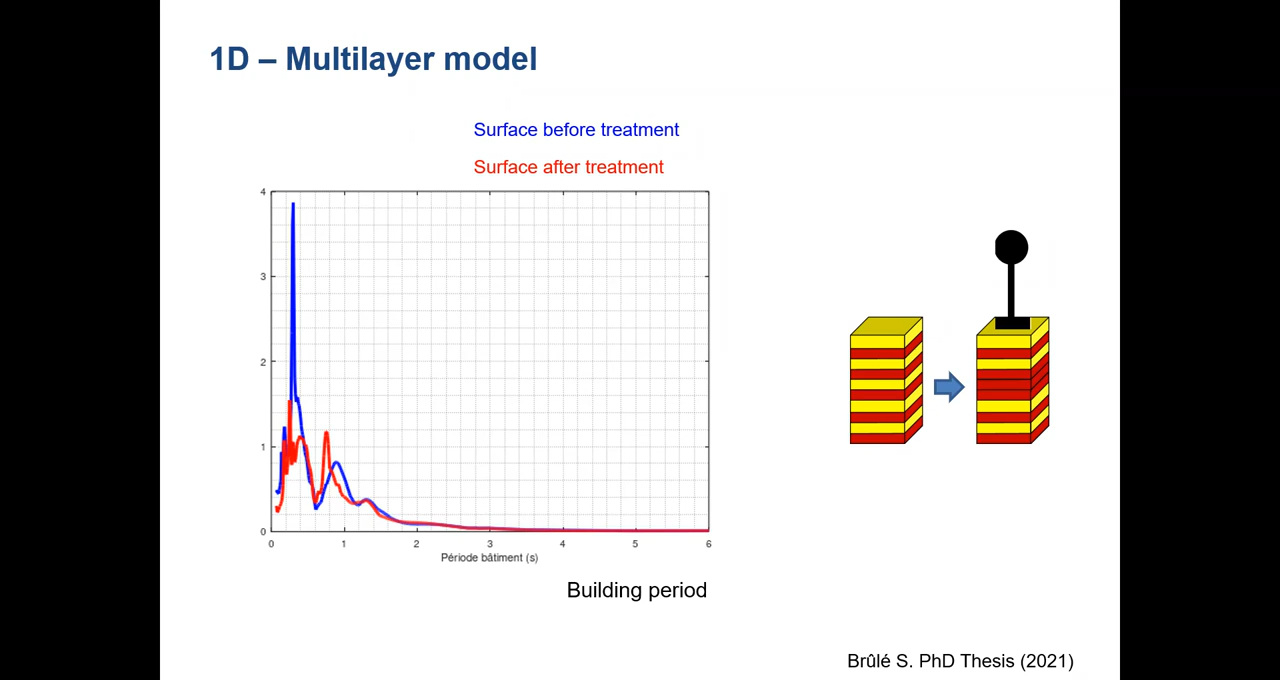 1D – Multilayer model
Surface before treatment
Surface after treatment
4
3
2
1
0
0 1 2 3 4 5 6
Période bâtiment (s)
Building period
Brûlé S. PhD Thesis (2021)